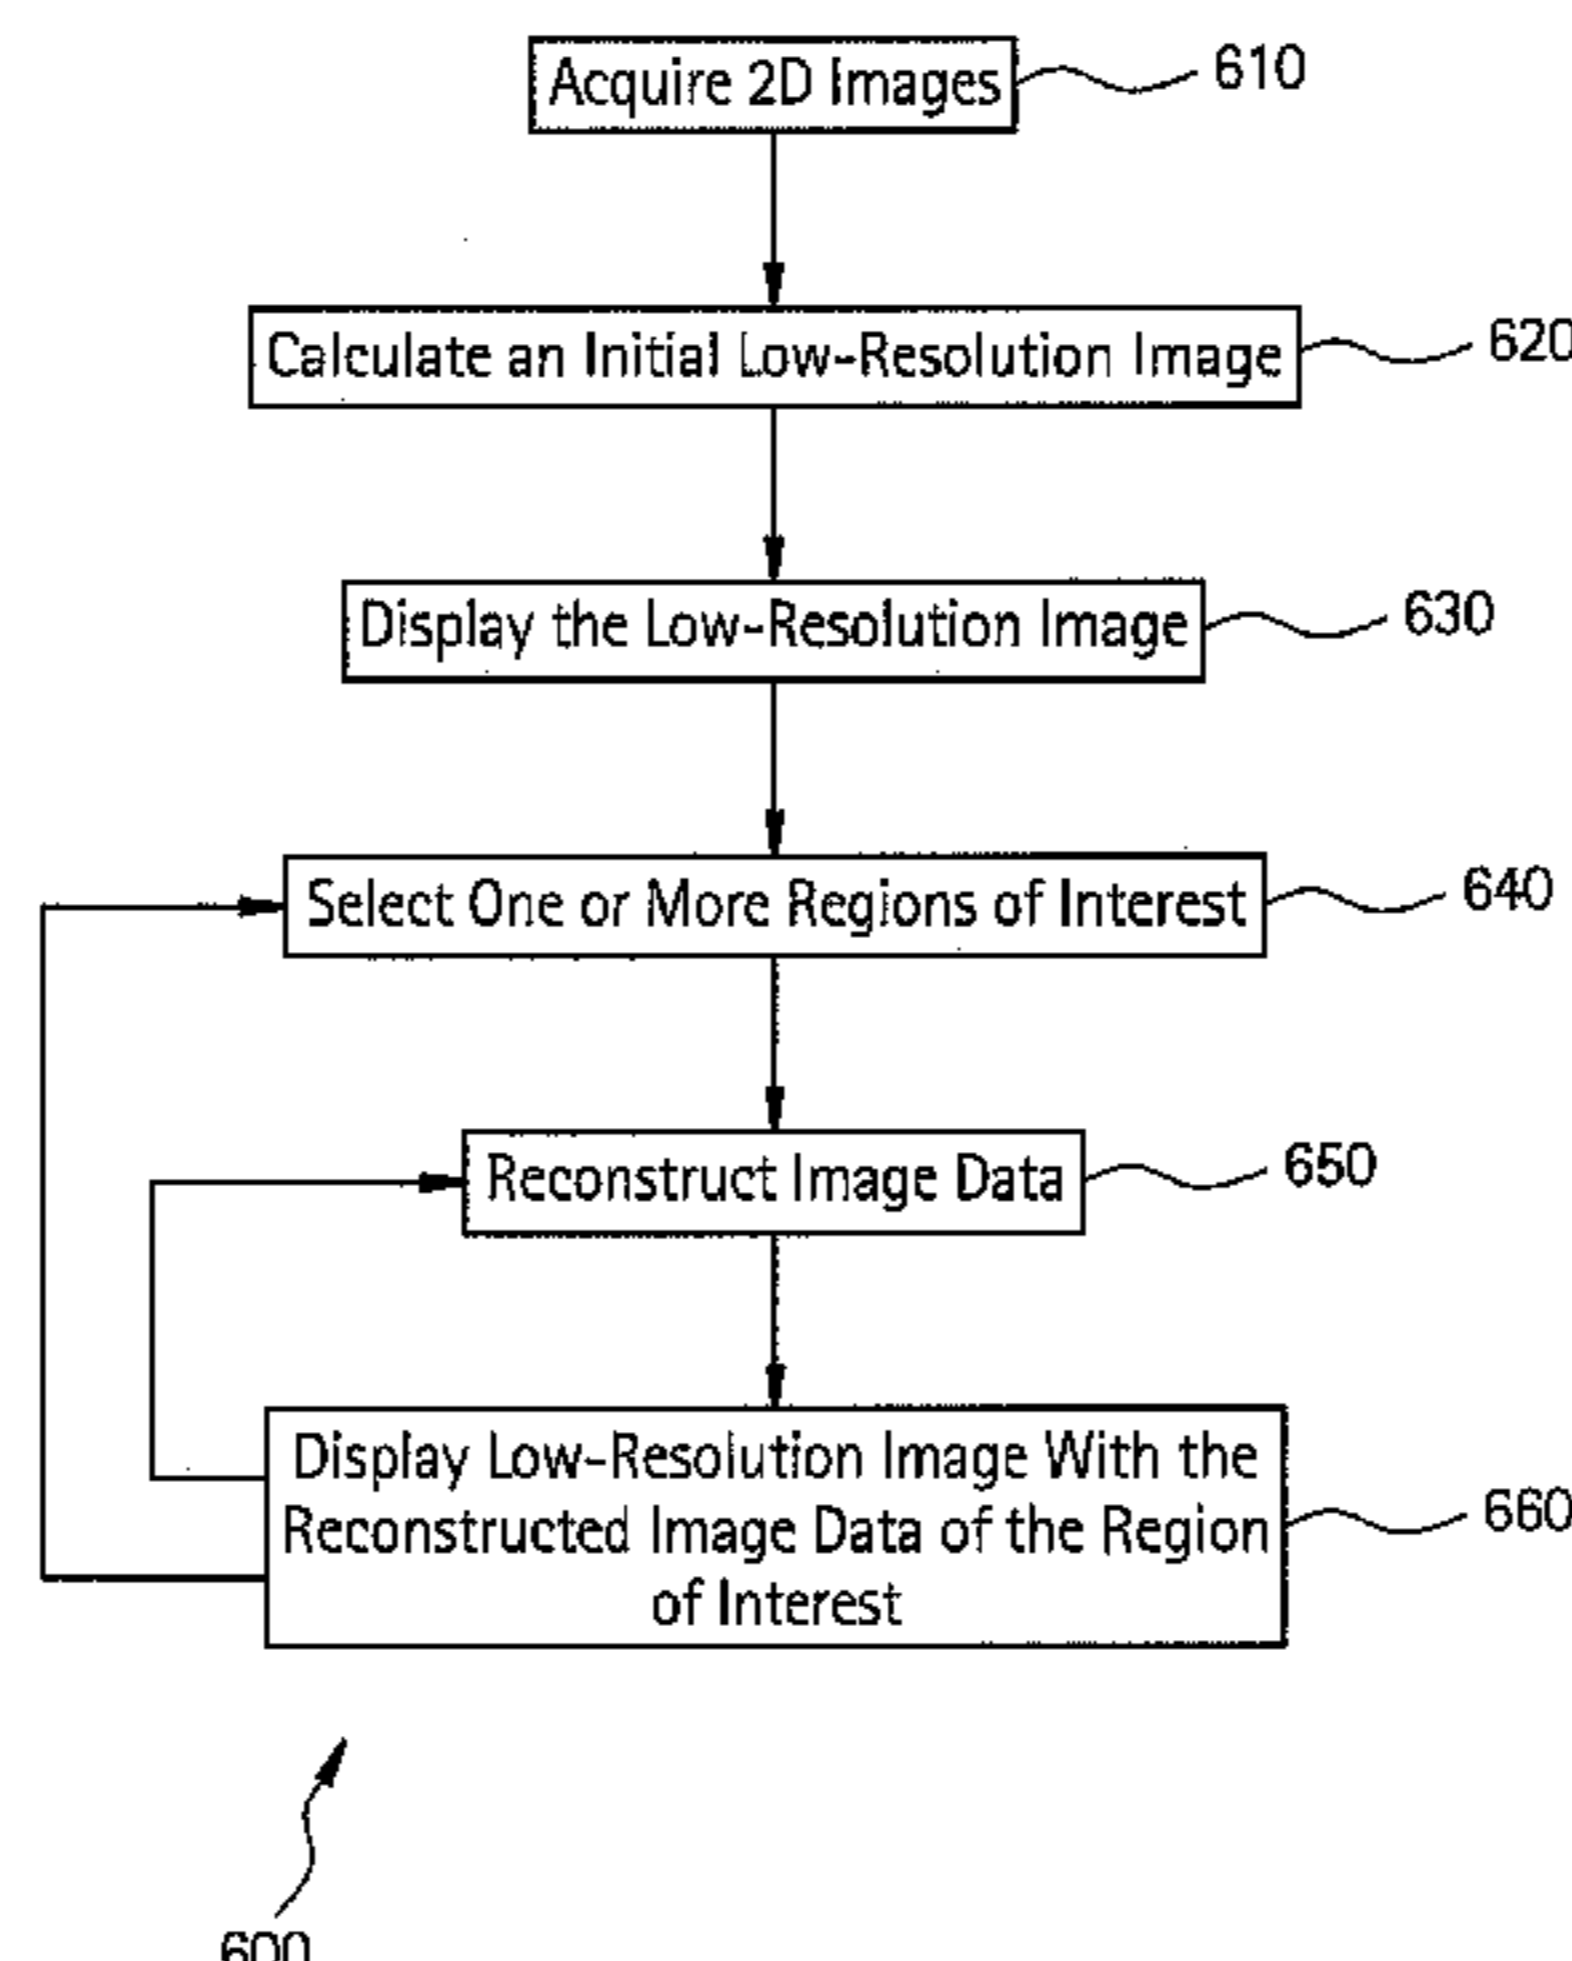 Acquire 2D Images
610
Calculate an Initial Low-Resolution Image
620
Display the Low-Resolution Image
630
Select One or More Regions of Interest
640
Reconstruct Image Data
650
Display Low-Resolution Image With the
Reconstructed Image Data of the Region
of Interest
660
600